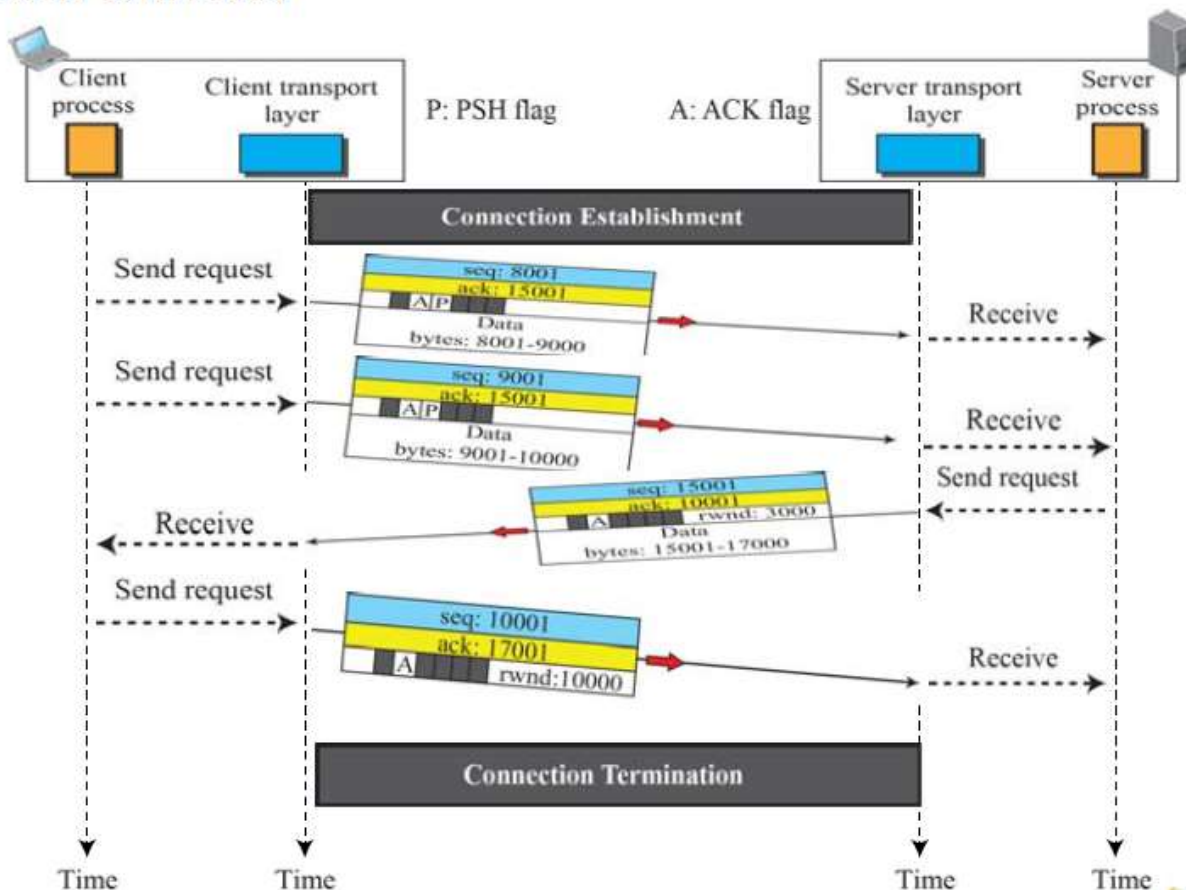 Client
process
Client transport
layer
P: PSH flag
A: ACK flag
Server transport
layer
Server
process
Connection Establishment
Send request
seq: 8001
ack: 15001
A P
Data
bytes: 8001-9000
Receive
Send request
seq: 9001
ack: 15001
A P
Data
bytes: 9001-10000
Receive
Send request
seq: 15001
ack: 10001
A rwnd: 3000
Data
bytes: 15001-17000
Receive
Send request
seq: 10001
ack: 17001
A rwnd:10000
Receive
Connection Termination
Time
Time
Time
Time